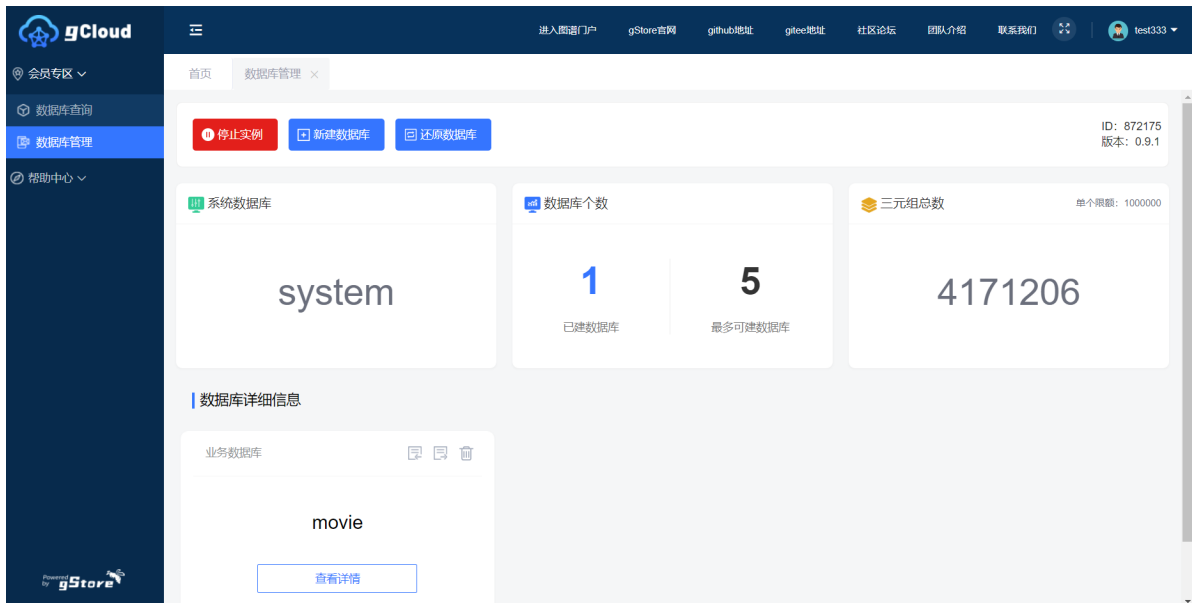 gCloud
进入图谱门户 gStore官网 github地址 gitee地址 社区论坛 团队介绍 联系我们 test333
会员专区
数据库查询
数据库管理
帮助中心
首页 数据库管理
停止实例 新建数据库 还原数据库
ID: 872175
版本: 0.9.1
系统数据库
system
数据库个数
1 5
已建数据库 最多可建数据库
三元组总数 单个限额: 1000000
4171206
数据库详细信息
业务数据库
movie
查看详情
Powered
by gStore